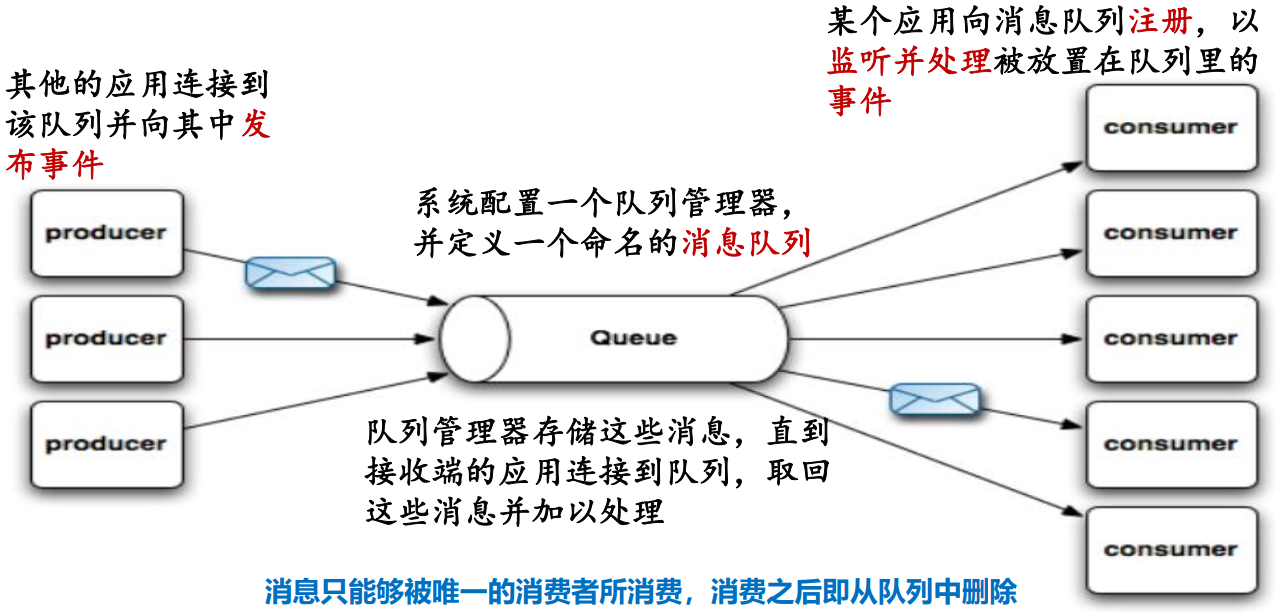 某个应用向消息队列注册，以
监听并处理被放置在队列里的
事件
其他的应用连接到
该队列并向其中发
布事件
系统配置一个队列管理器，
并定义一个命名的消息队列
producer
producer
producer
Queue
consumer
consumer
consumer
consumer
consumer
队列管理器存储这些消息，直到
接收端的应用连接到队列，取回
这些消息并加以处理
消息只能够被唯一的消费者所消费，消费之后即从队列中删除